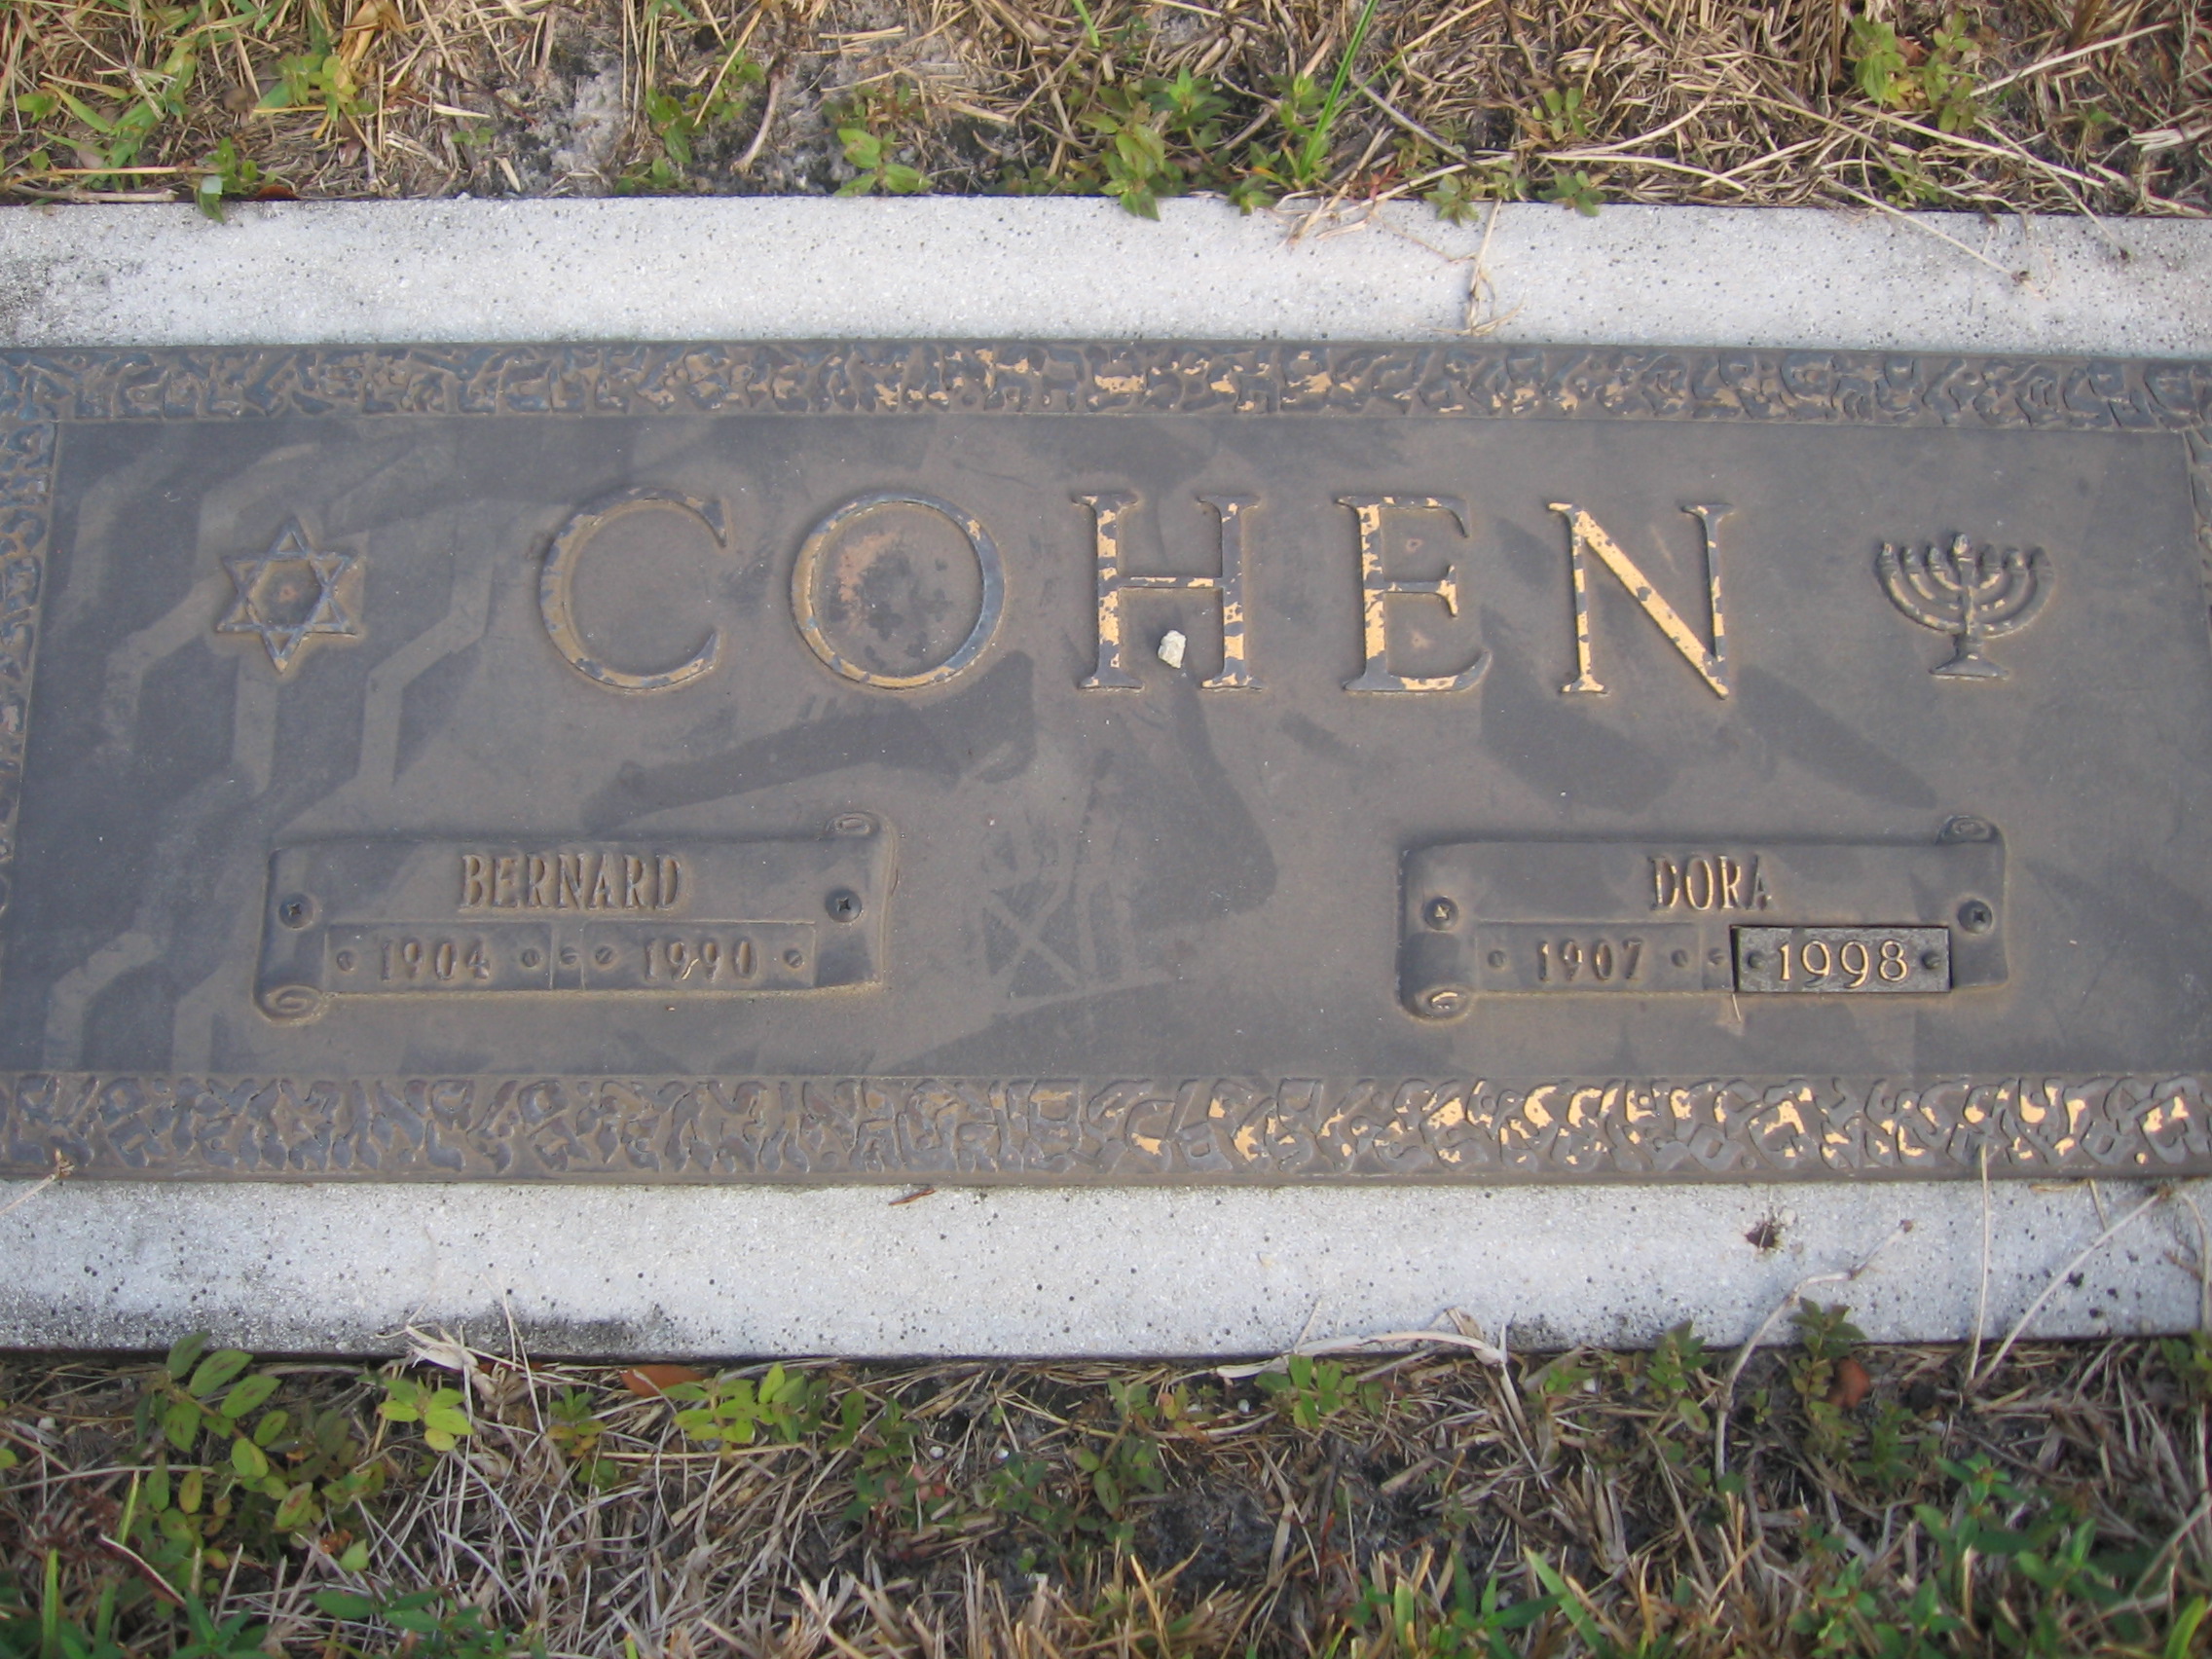 COHEN
BERNARD
1904 - 1990
DORA
1907 - 1998